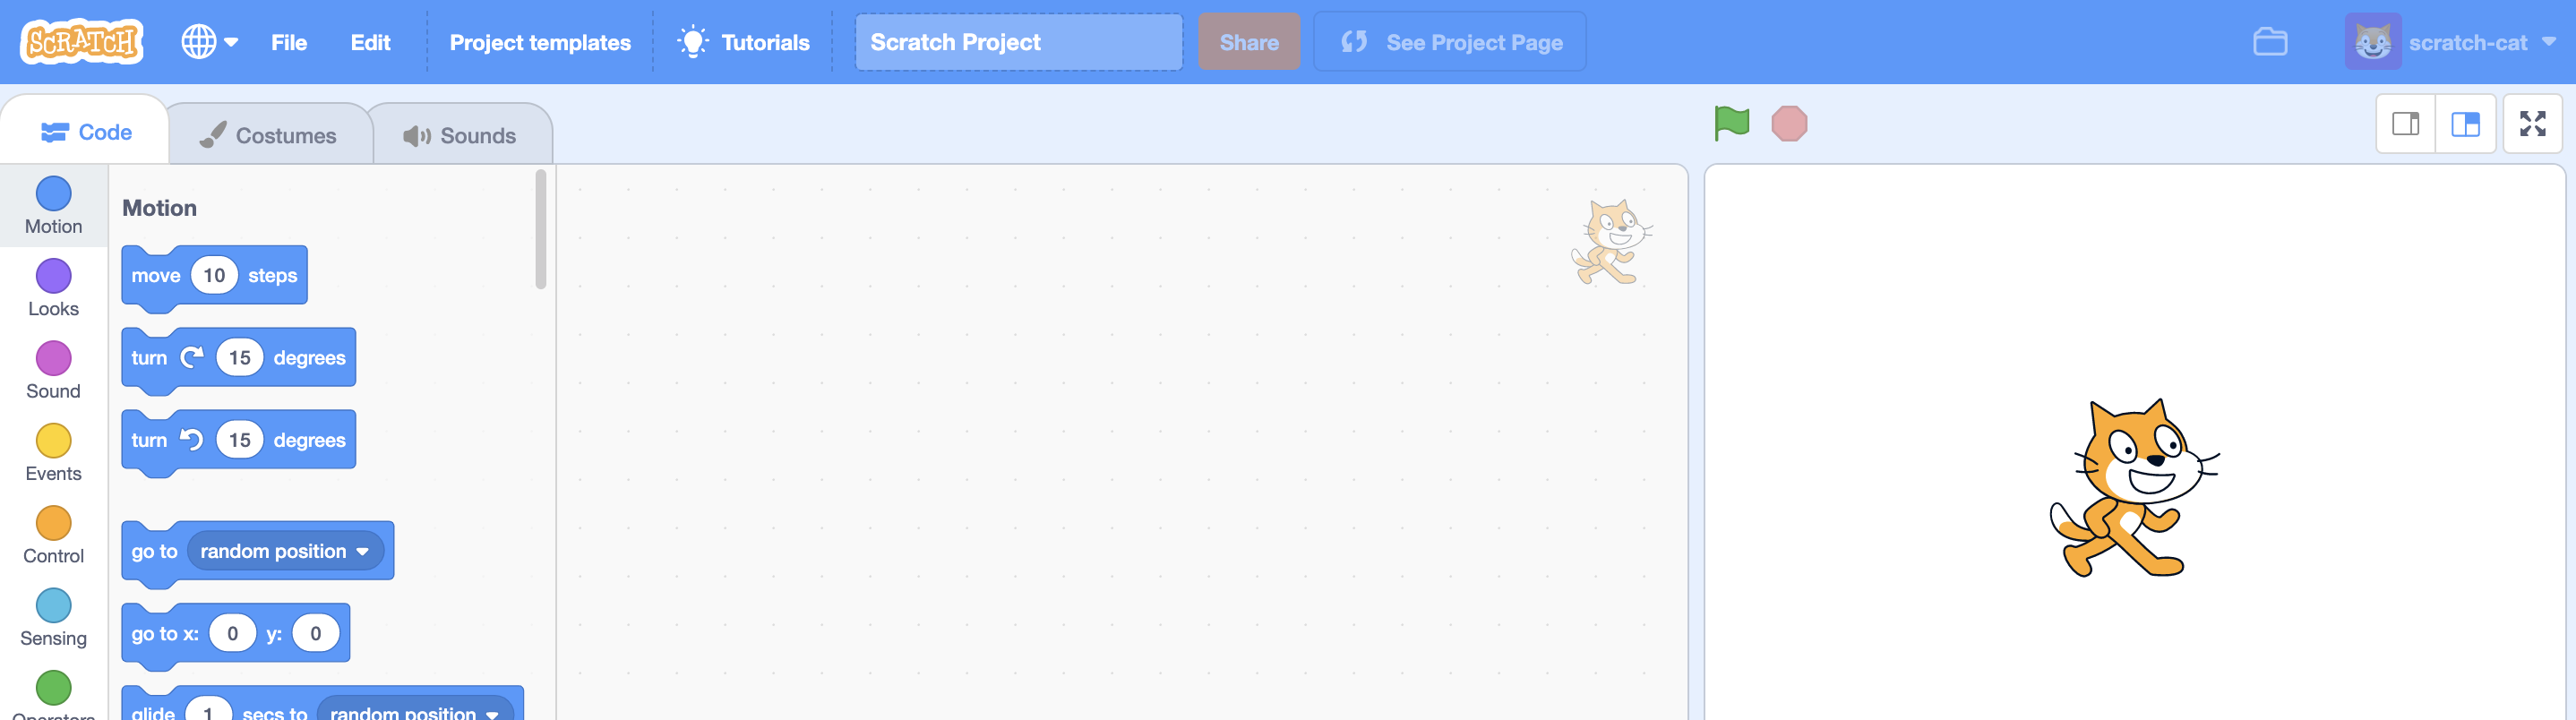 SCRATCH File Edit Project templates Tutorials Scratch Project Share See Project Page scratch-cat
Code Costumes Sounds
Motion
Looks
Sound
Events
Control
Sensing
Operators
Motion
move 10 steps
turn 15 degrees
turn 15 degrees
go to random position
go to x: 0 y: 0
glide 1 secs to random position